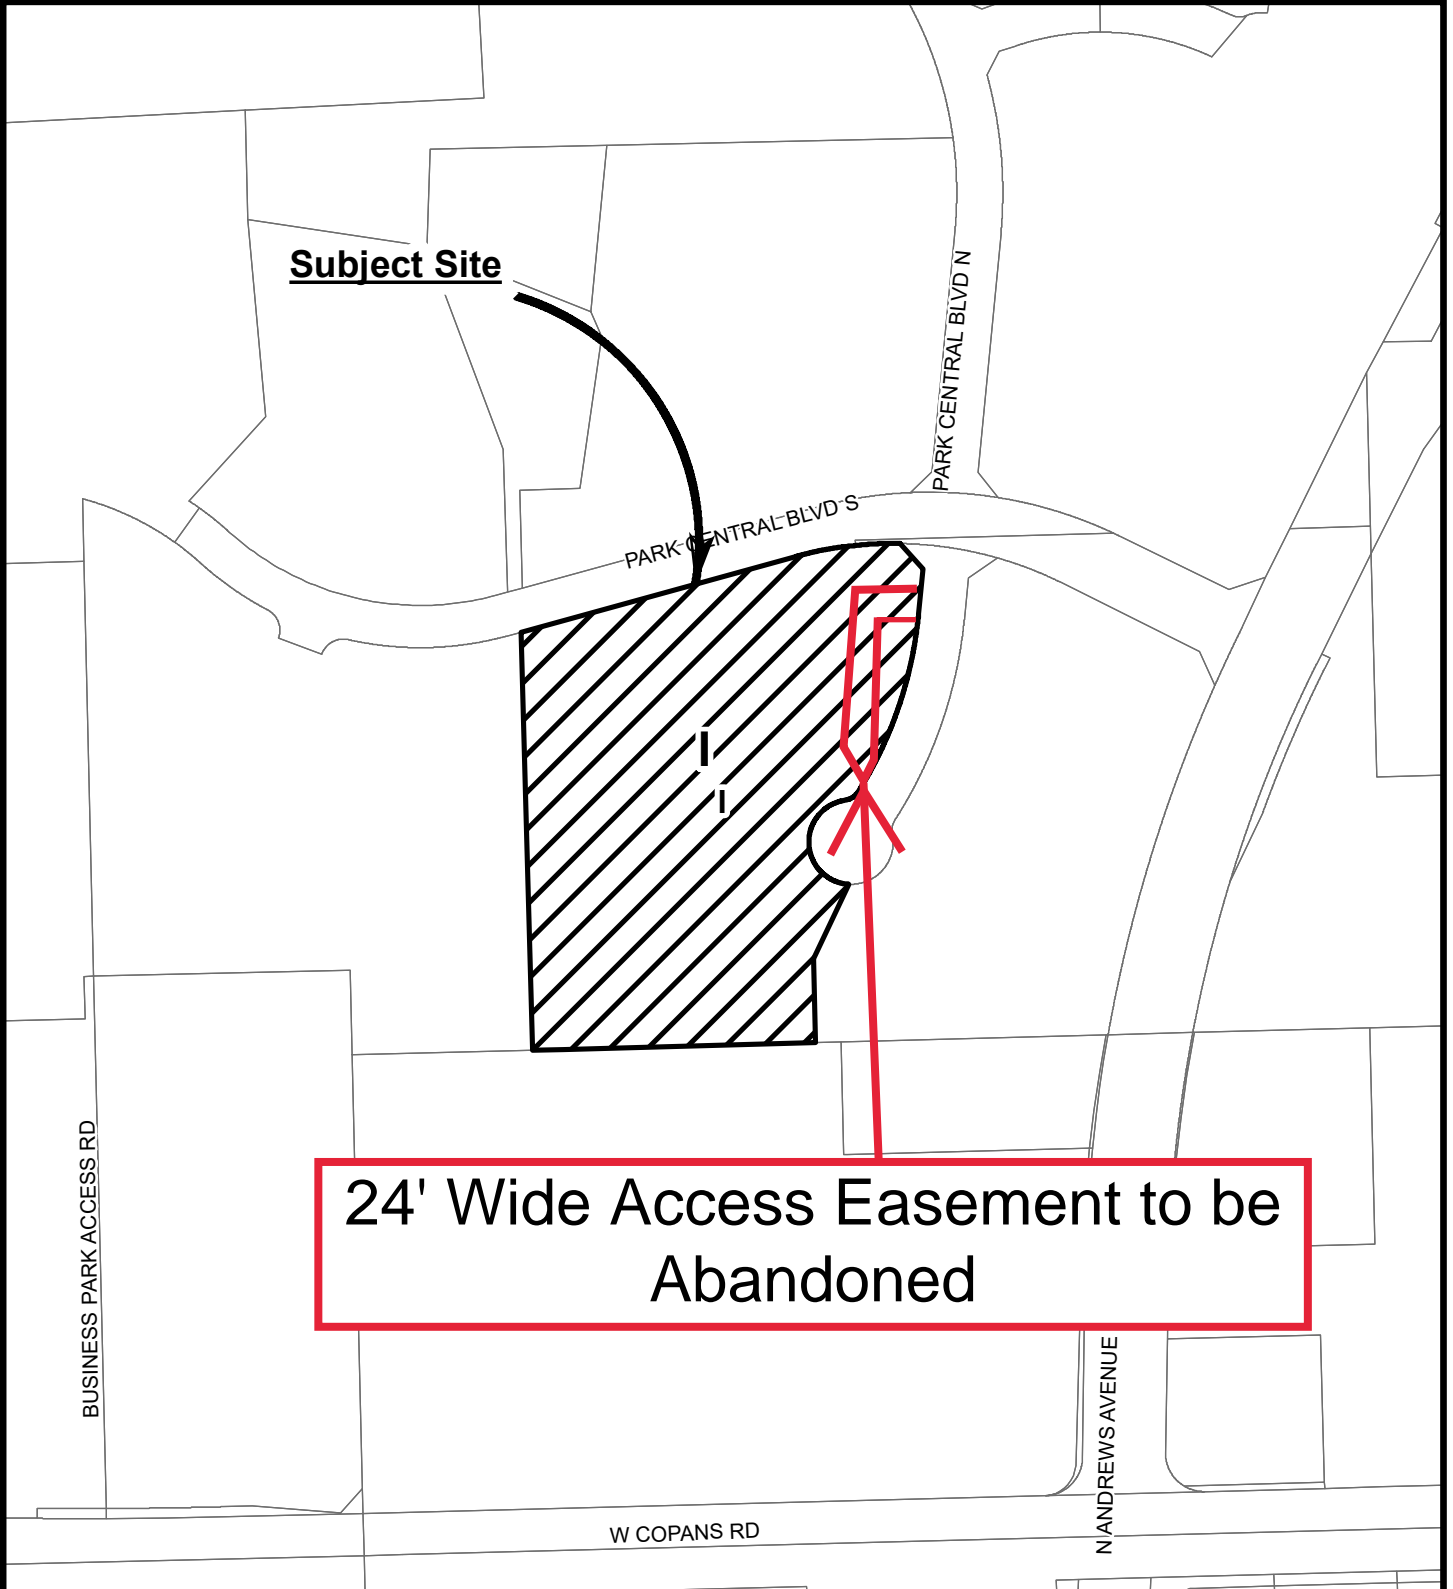 PARK CENTRAL BLVD N
Subject Site
PARK CENTRAL BLVD S
I
I
BUSINESS PARK ACCESS RD
24' Wide Access Easement to be
Abandoned
N ANDREWS AVENUE
W COPANS RD